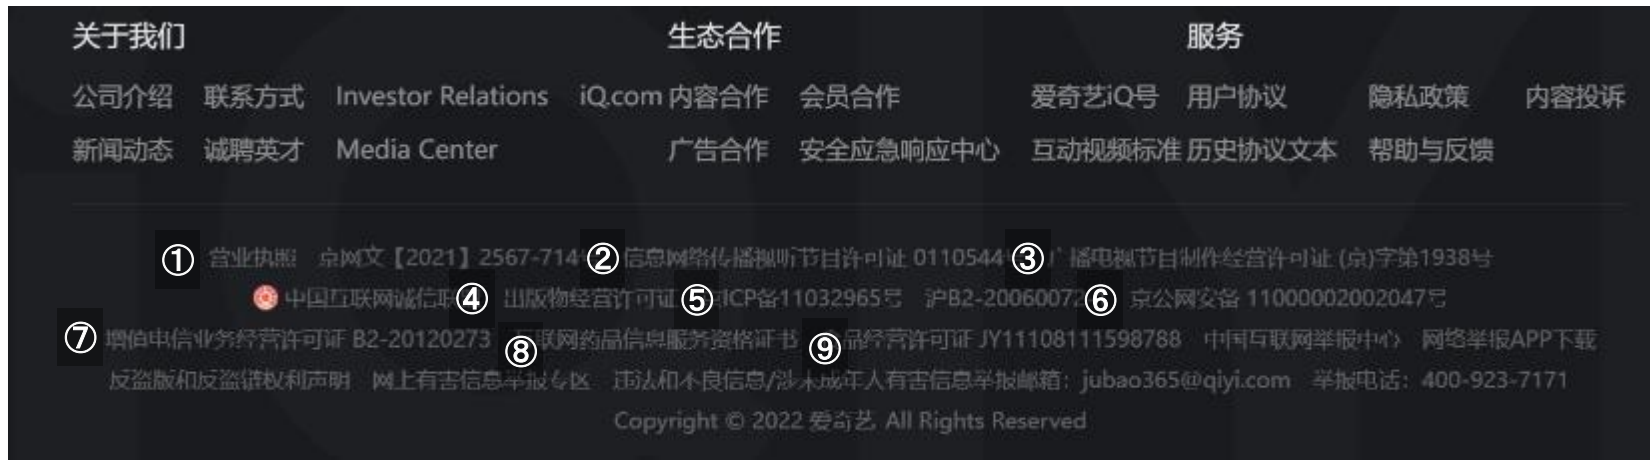 关于我们 生态合作 服务
公司介绍 联系方式 Investor Relations iQ.com 内容合作 会员合作 爱奇艺iQ号 用户协议 隐私政策 内容投诉
新闻动态 诚聘英才 Media Center 广告合作 安全应急响应中心 互动视频标准 历史协议文本 帮助与反馈
① 营业执照 京网文【2021】2567-714 ② 信息网络传播视听节目许可证 0110544 ③ 播电视节目制作经营许可证 (京)字第1938号
中国互联网诚信 ④ 出版物经营许可证 ⑤ ICP备11032965号 沪B2-2006007 ⑥ 京公网安备 11000002002047号
⑦ 增值电信业务经营许可证 B2-20120273 ⑧ 联网药品信息服务资格证书 ⑨ 品经营许可证 JY11108111598788 中国互联网举报中心 网络举报APP下载
反盗版和反盗链权利声明 网上有害信息举报专区 违法和不良信息/涉未成年人有害信息举报邮箱：jubao365@qiyi.com 举报电话：400-923-7171
Copyright © 2022 爱奇艺 All Rights Reserved